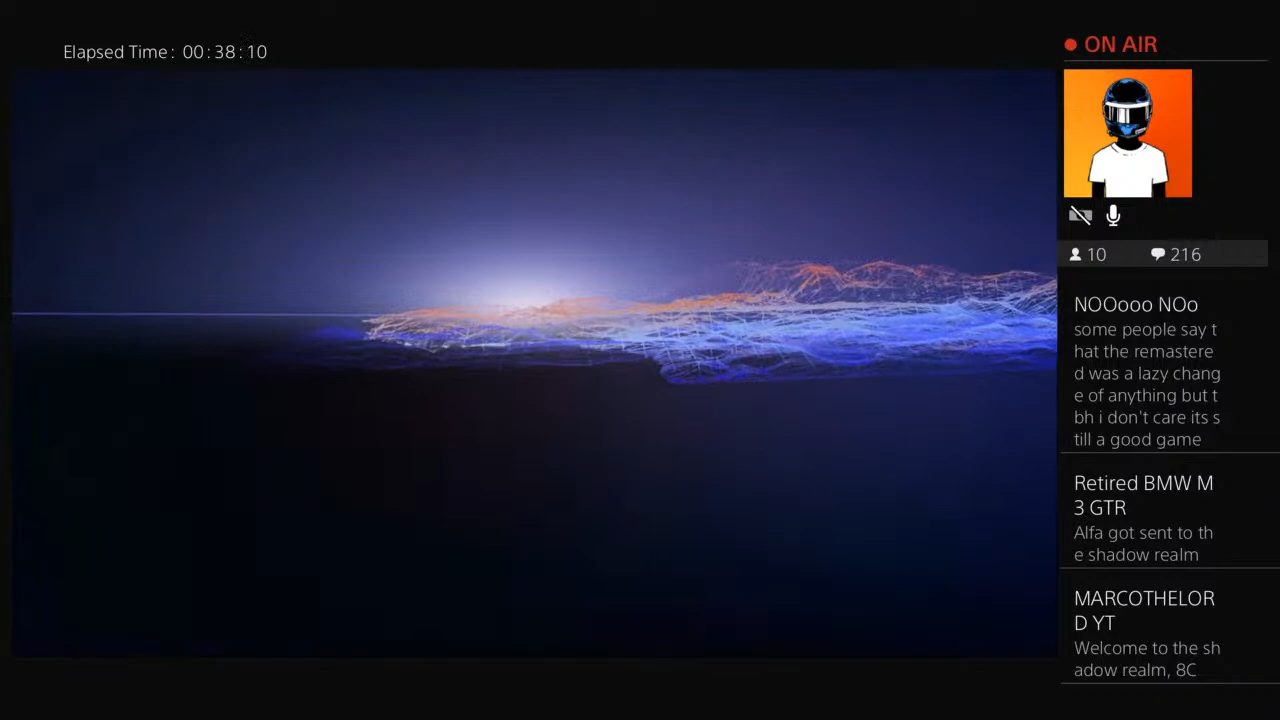 Elapsed Time: 00:38:10
ON AIR
10 216
NOOooo NOo
some people say t
hat the remastere
d was a lazy chang
e of anything but t
bh i don't care its s
till a good game
Retired BMW M
3 GTR
Alfa got sent to th
e shadow realm
MARCOTHELOR
D YT
Welcome to the sh
adow realm, 8C